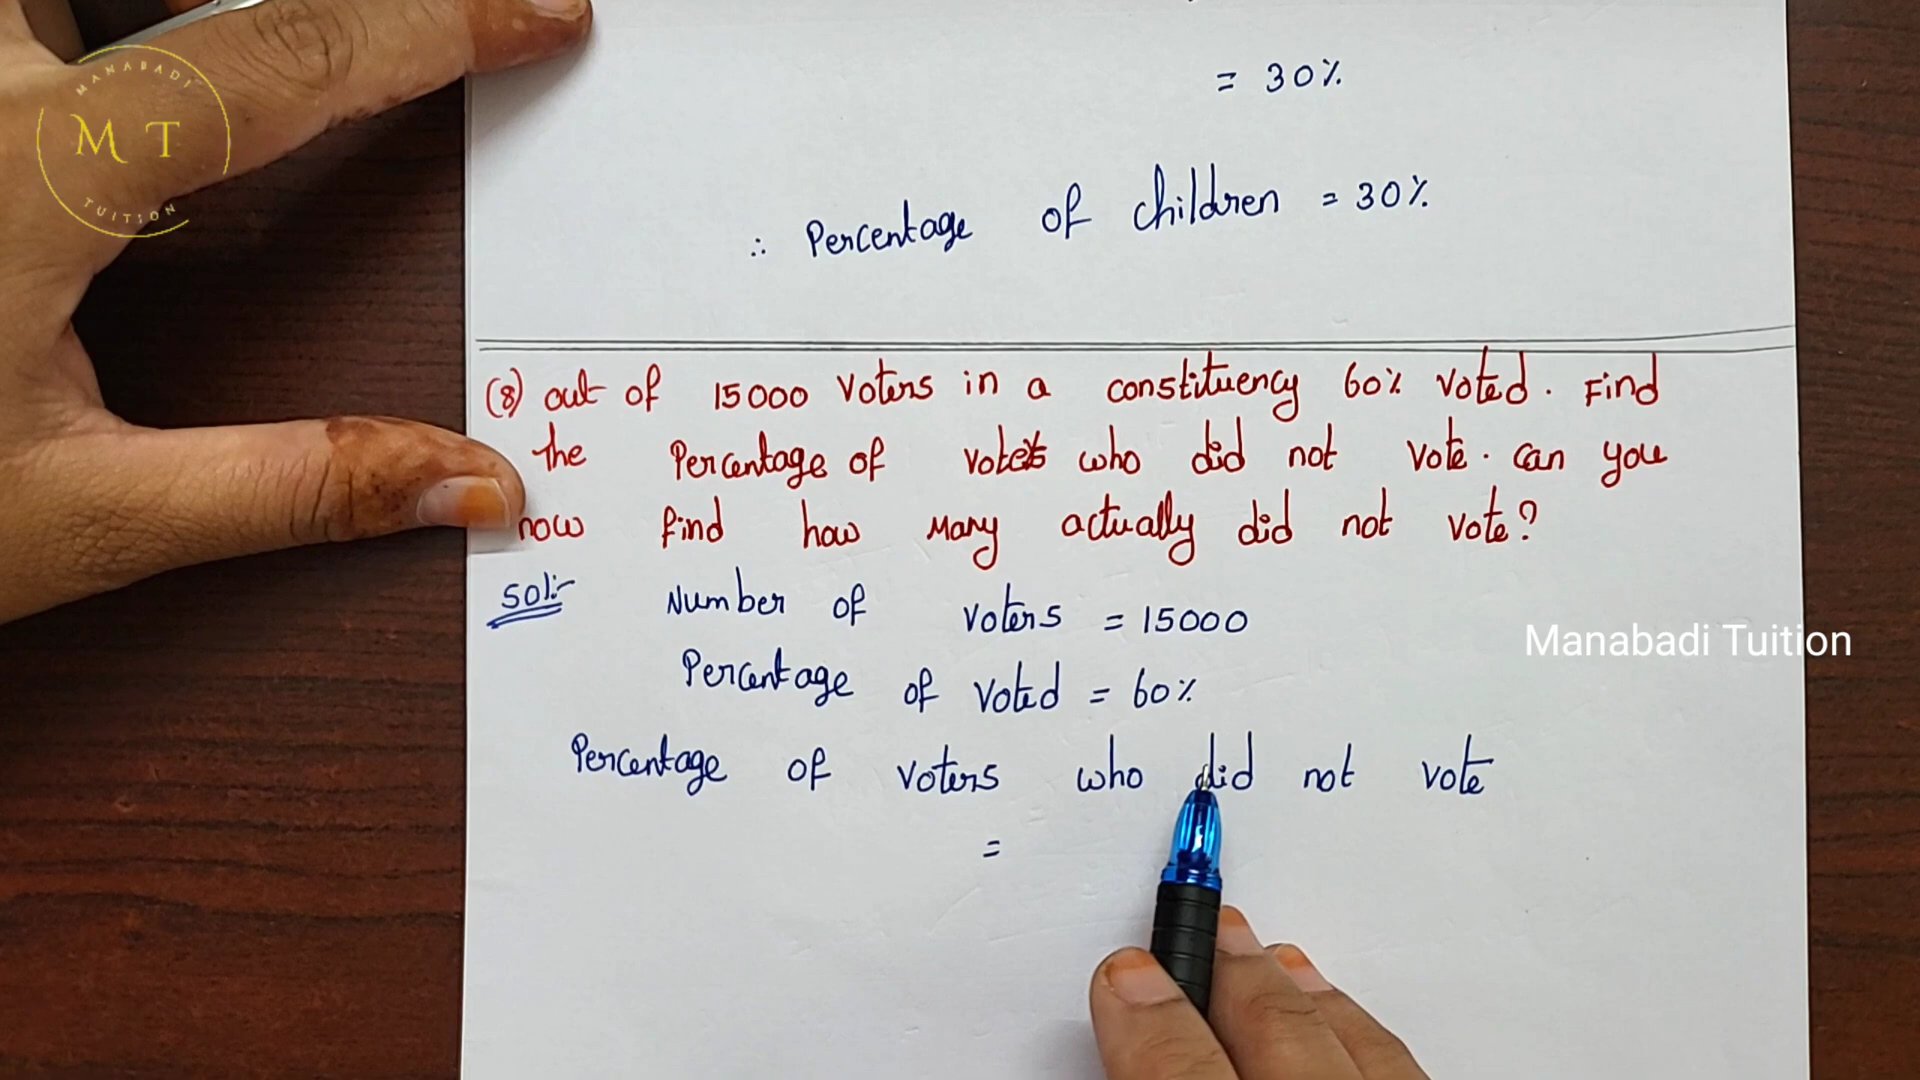 MANABADI
MT
TUITION
= 30%
∴ Percentage of children = 30%
(8) out of 15000 voters in a constituency 60% voted. Find
the percentage of voters who did not vote. can you
now find how many actually did not vote?
Sol:- Number of voters = 15000
Percentage of voted = 60%
Percentage of voters who did not vote
=
Manabadi Tuition